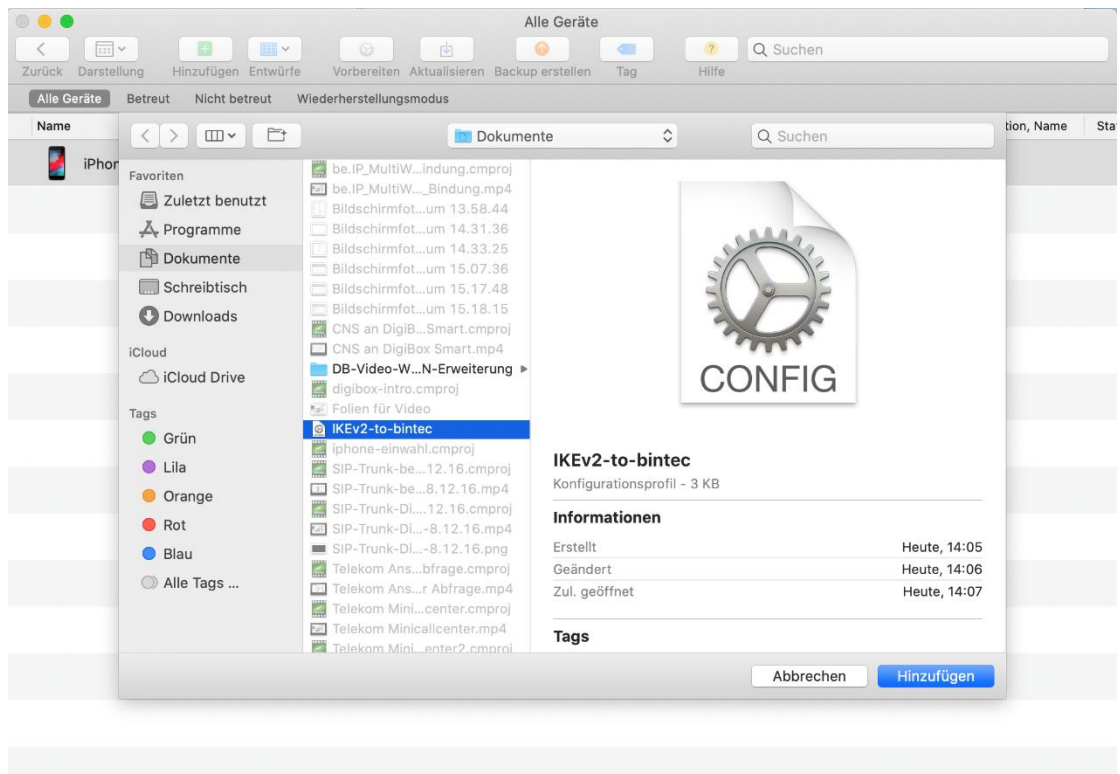 Alle Geräte
Zurück Darstellung Hinzufügen Entwürfe Vorbereiten Aktualisieren Backup erstellen Tag Hilfe
Suchen
Alle Geräte Betreut Nicht betreut Wiederherstellungsmodus
Name tion, Name Sta
iPhor
Dokumente
Suchen
Favoriten
Zuletzt benutzt
Programme
Dokumente
Schreibtisch
Downloads
iCloud
iCloud Drive
Tags
Grün
Lila
Orange
Rot
Blau
Alle Tags ...
be.IP_MultiW...indung.cmproj
be.IP_MultiW..._Bindung.mp4
Bildschirmfot...um 13.58.44
Bildschirmfot...um 14.31.36
Bildschirmfot...um 14.33.25
Bildschirmfot...um 15.07.36
Bildschirmfot...um 15.17.48
Bildschirmfot...um 15.18.15
CNS an DigiB...Smart.cmproj
CNS an DigiBox Smart.mp4
DB-Video-W...N-Erweiterung
digibox-intro.cmproj
Folien für Video
IKEv2-to-bintec
iphone-einwahl.cmproj
SIP-Trunk-be...12.16.cmproj
SIP-Trunk-be...8.12.16.mp4
SIP-Trunk-Di....12.16.cmproj
SIP-Trunk-Di...-8.12.16.mp4
SIP-Trunk-Di...-8.12.16.png
Telekom Ans...bfrage.cmproj
Telekom Ans...r Abfrage.mp4
Telekom Mini...center.cmproj
Telekom Minicallcenter.mp4
Telekom Mini...enter2.cmproj
CONFIG
IKEv2-to-bintec
Konfigurationsprofil - 3 KB
Informationen
Erstellt Heute, 14:05
Geändert Heute, 14:06
Zul. geöffnet Heute, 14:07
Tags
Abbrechen Hinzufügen